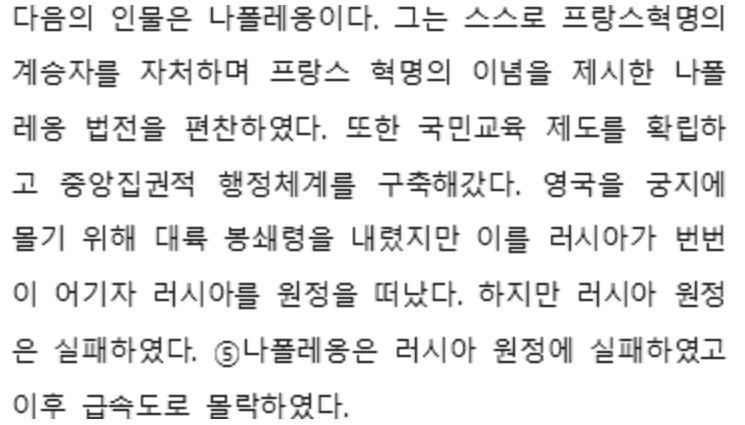 다음의 인물은 나폴레옹이다. 그는 스스로 프랑스혁명의
계승자를 자처하며 프랑스 혁명의 이념을 제시한 나폴
레옹 법전을 편찬하였다. 또한 국민교육 제도를 확립하
고 중앙집권적 행정체계를 구축해갔다. 영국을 궁지에
몰기 위해 대륙 봉쇄령을 내렸지만 이를 러시아가 번번
이 어기자 러시아를 원정을 떠났다. 하지만 러시아 원정
은 실패하였다. ⑤나폴레옹은 러시아 원정에 실패하였고
이후 급속도로 몰락하였다.